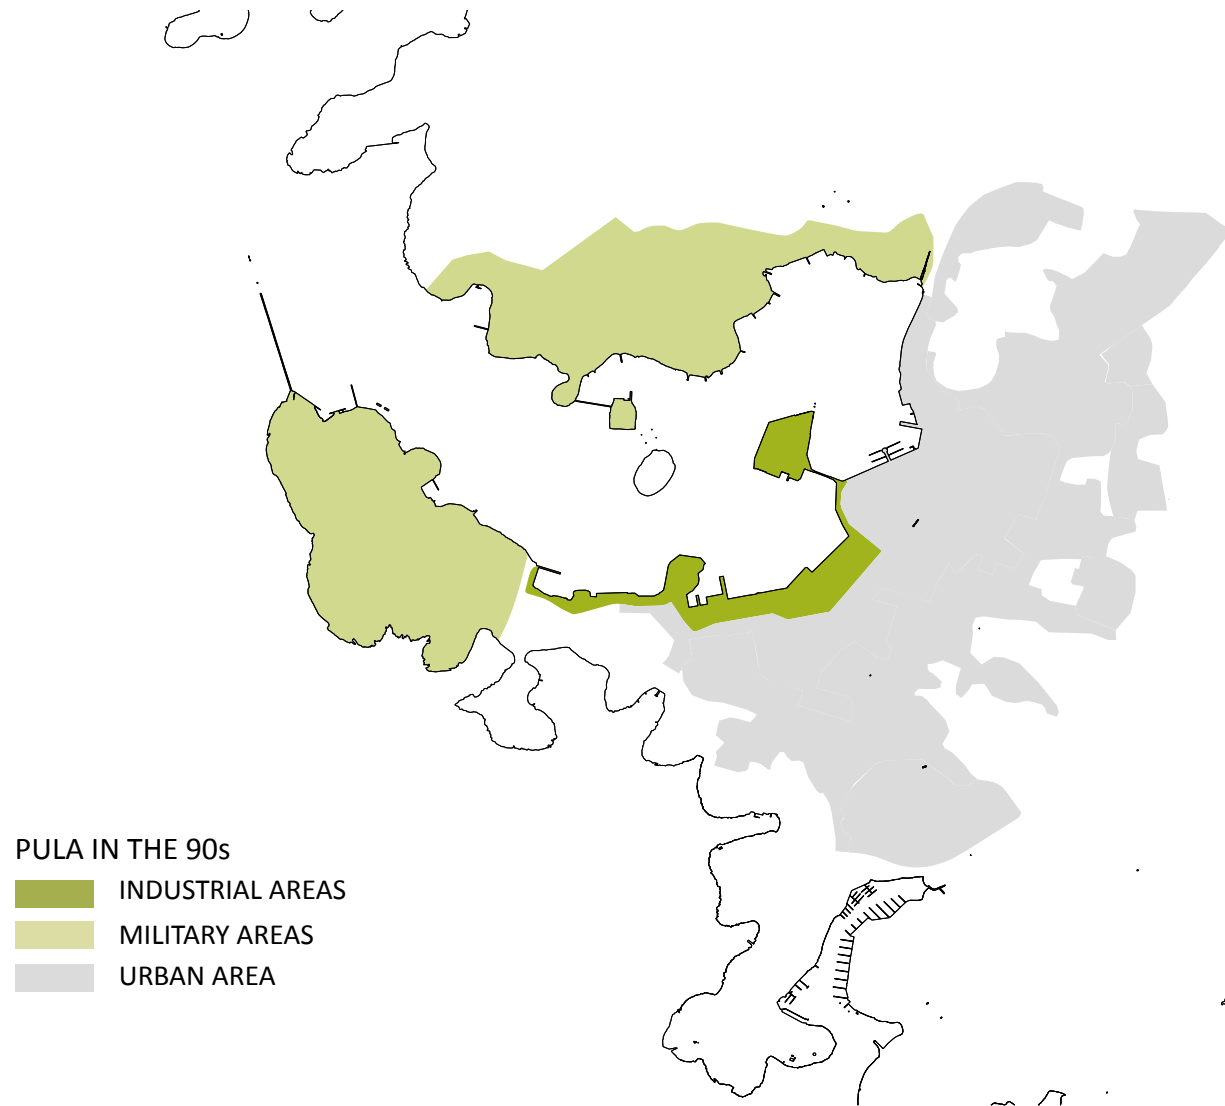 PULA IN THE 90s
INDUSTRIAL AREAS
MILITARY AREAS
URBAN AREA